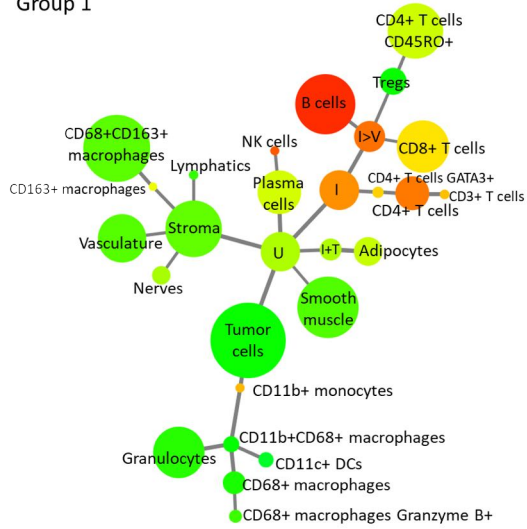 Group 1
CD4+ T cells
CD45RO+
Tregs
B cells
I>V
CD8+ T cells
CD68+CD163+
macrophages
NK cells
Lymphatics
CD4+ T cells GATA3+
CD163+ macrophages
Plasma
cells
I
CD3+ T cells
CD4+ T cells
Stroma
Vasculature
U
I+T
Adipocytes
Nerves
Smooth
muscle
Tumor
cells
CD11b+ monocytes
CD11b+CD68+ macrophages
Granulocytes
CD11c+ DCs
CD68+ macrophages
CD68+ macrophages Granzyme B+